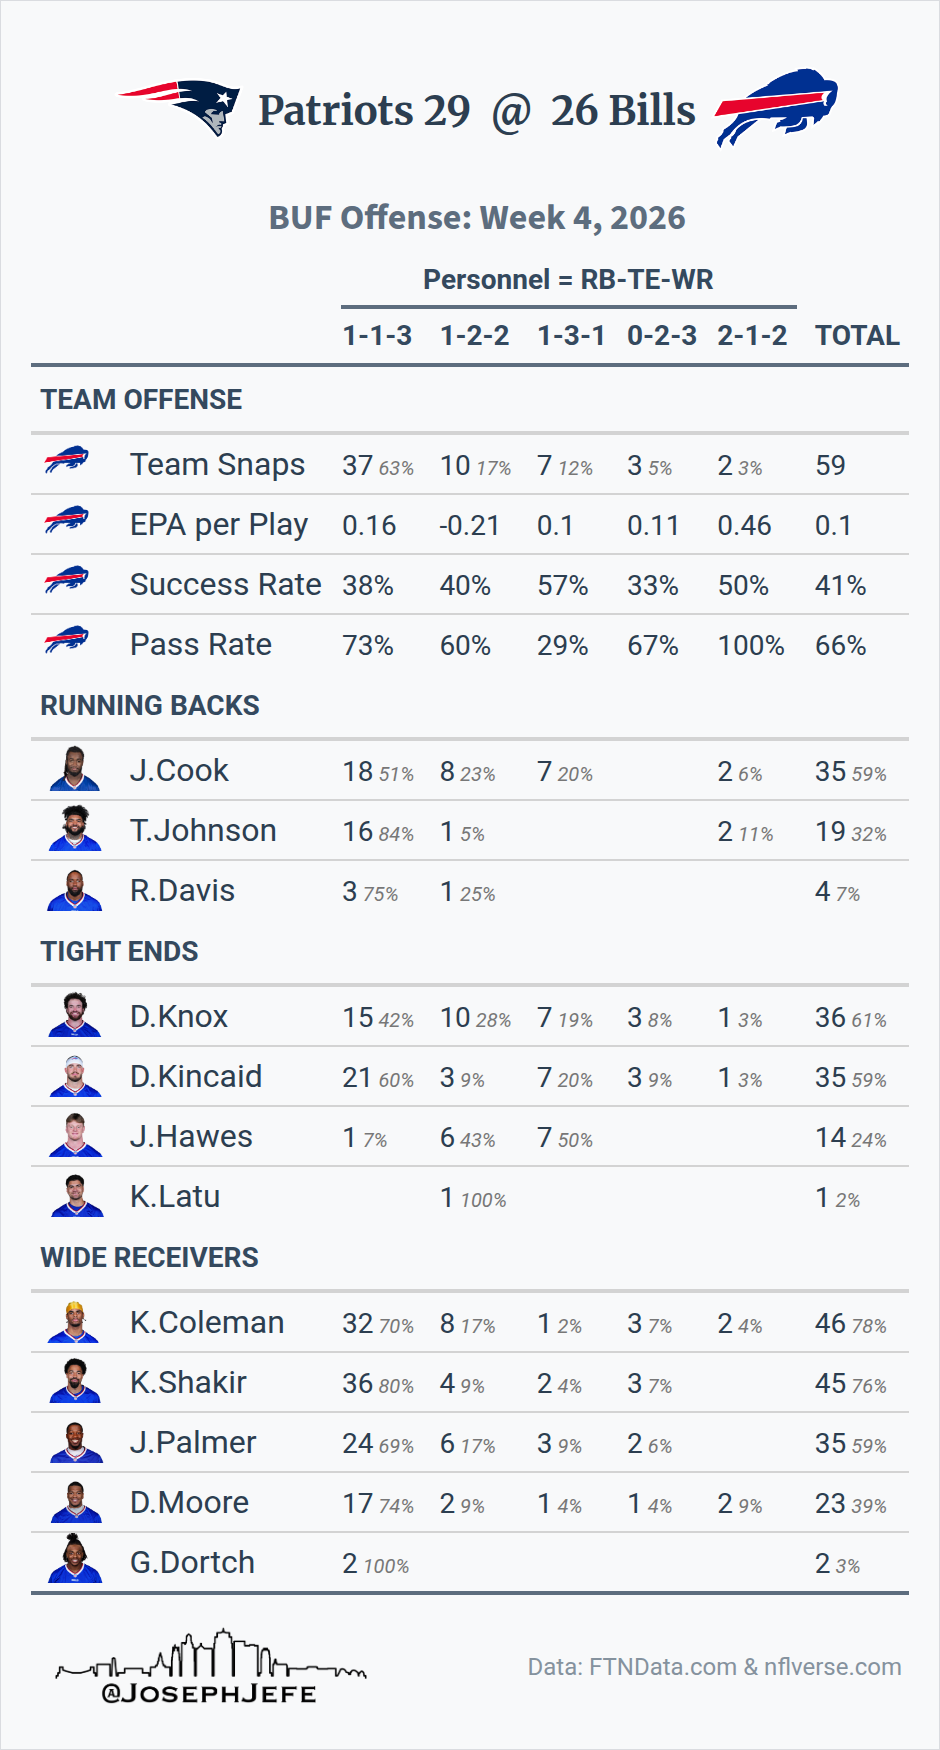 Patriots 29 @ 26 Bills
BUF Offense: Week 4, 2026
Personnel = RB-TE-WR
1-1-3 1-2-2 1-3-1 0-2-3 2-1-2 TOTAL
TEAM OFFENSE
Team Snaps 37 63% 10 17% 7 12% 3 5% 2 3% 59
EPA per Play 0.16 -0.21 0.1 0.11 0.46 0.1
Success Rate 38% 40% 57% 33% 50% 41%
Pass Rate 73% 60% 29% 67% 100% 66%
RUNNING BACKS
J.Cook 18 51% 8 23% 7 20% 2 6% 35 59%
T.Johnson 16 84% 1 5% 2 11% 19 32%
R.Davis 3 75% 1 25% 4 7%
TIGHT ENDS
D.Knox 15 42% 10 28% 7 19% 3 8% 1 3% 36 61%
D.Kincaid 21 60% 3 9% 7 20% 3 9% 1 3% 35 59%
J.Hawes 1 7% 6 43% 7 50% 14 24%
K.Latu 1 100% 1 2%
WIDE RECEIVERS
K.Coleman 32 70% 8 17% 1 2% 3 7% 2 4% 46 78%
K.Shakir 36 80% 4 9% 2 4% 3 7% 45 76%
J.Palmer 24 69% 6 17% 3 9% 2 6% 35 59%
D.Moore 17 74% 2 9% 1 4% 1 4% 2 9% 23 39%
G.Dortch 2 100% 2 3%
@JOSEPHJEFE
Data: FTNData.com & nflverse.com